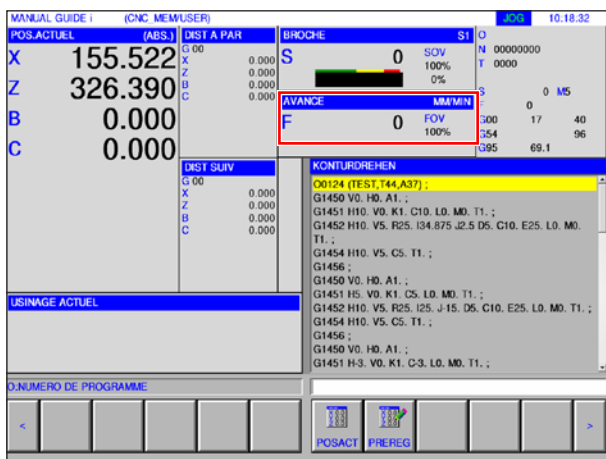 MANUAL GUIDE i (CNC_MEM/USER) JOG 10.18.32
POS.ACTUEL (ABS.)
X 155.522
Z 326.390
B 0.000
C 0.000
DIST A PAR
G 00
X 0.000
Z 0.000
B 0.000
C 0.000
BROCHE S1
S 0 SOV
100%
0%
AVANCE MM/MIN
F 0 FOV
100%
O
N 00000000
T 0000
S 0 M5
0
G00 17 40
G54 96
G95 69.1
DIST SUIV
G 00
X 0.000
Z 0.000
B 0.000
C 0.000
KONTURDREHEN
O0124 (TEST,T44,A37) ;
G1450 V0. H0. A1. ;
G1451 H10. V0. K1. C10. L0. M0. T1. ;
G1452 H10. V5. R25. I34.875 J2.5 D5. C10. E25. L0. M0.
T1. ;
G1454 H10. V5. C5. T1. ;
G1456 ;
G1450 V0. H0. A1. ;
G1451 H5. V0. K1. C5. L0. M0. T1. ;
G1452 H10. V5. R25. I25. J-15. D5. C10. E25. L0. M0. T1. ;
G1454 H10. V5. C5. T1. ;
G1456 ;
G1450 V0. H0. A1. ;
G1451 H-3. V0. K1. C-3. L0. M0. T1. ;
USINAGE ACTUEL
O:NUMERO DE PROGRAMME
< POSACT PREREG >